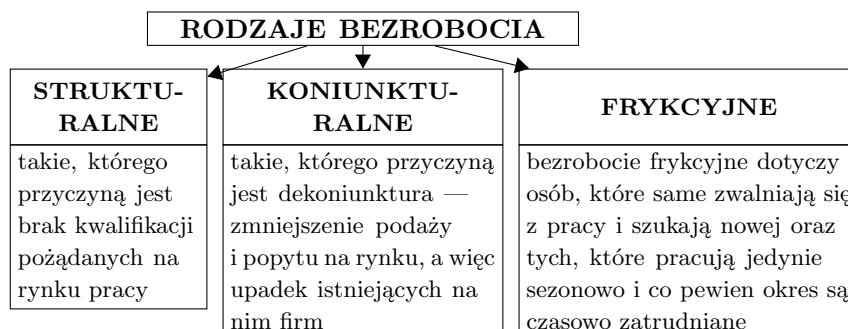 RODZAJE BEZROBOCIA
STRUKTU-
RALNE
takie, którego
przyczyną jest
brak kwalifikacji
pożądanych na
rynku pracy
KONIUNKTU-
RALNE
takie, którego przyczyną
jest dekoniunktura —
zmniejszenie podaży
i popytu na rynku, a więc
upadek istniejących na
nim firm
FRYKCYJNE
bezrobocie frykcyjne dotyczy
osób, które same zwalniają się
z pracy i szukają nowej oraz
tych, które pracują jedynie
sezonowo i co pewien okres są
czasowo zatrudniane